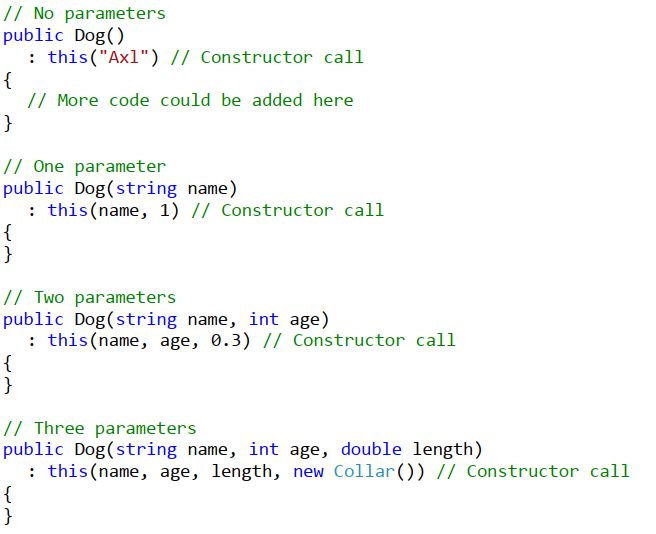 // No parameters
public Dog()
: this("Axl") // Constructor call
{
// More code could be added here
}
// One parameter
public Dog(string name)
: this(name, 1) // Constructor call
{
}
// Two parameters
public Dog(string name, int age)
: this(name, age, 0.3) // Constructor call
{
}
// Three parameters
public Dog(string name, int age, double length)
: this(name, age, length, new Collar()) // Constructor call
{
}